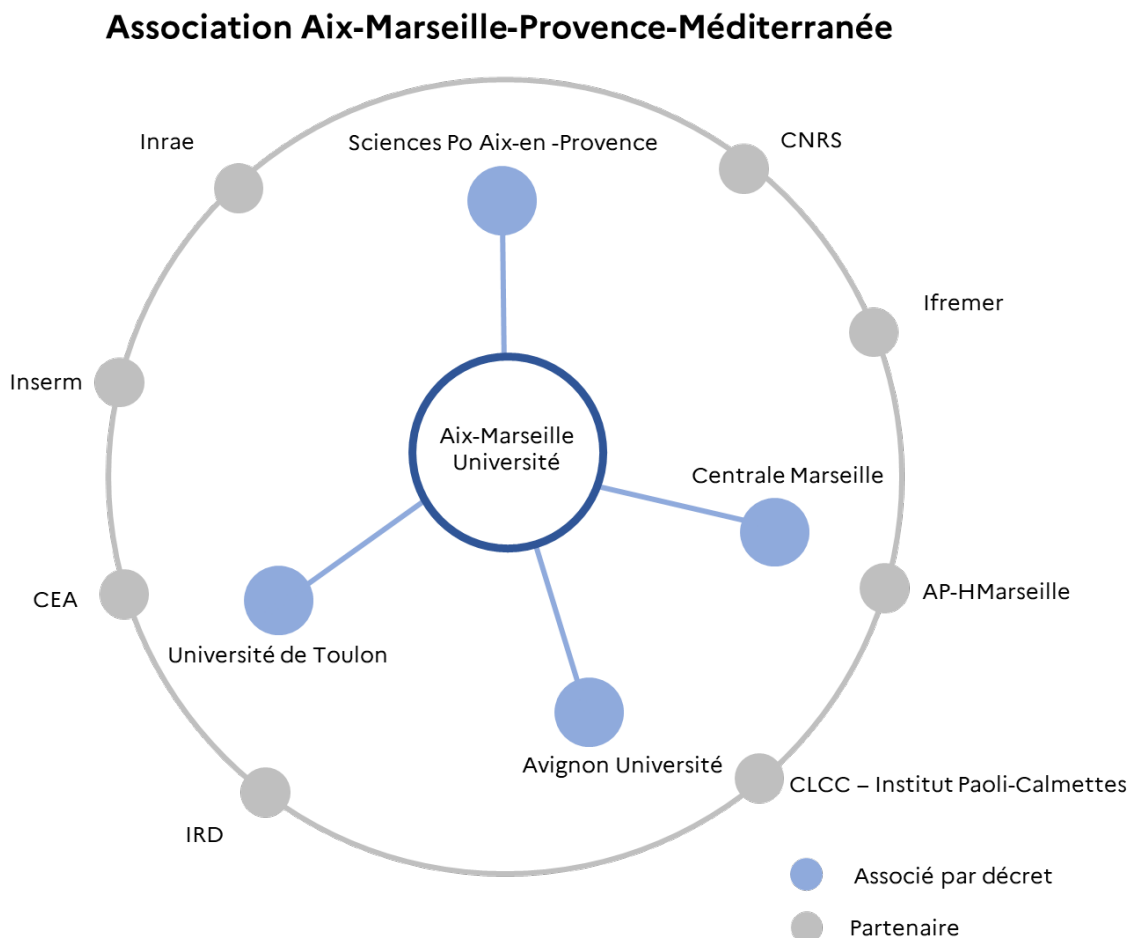 Association Aix-Marseille-Provence-Méditerranée
Inrae
Sciences Po Aix-en -Provence
CNRS
Ifremer
Inserm
Aix-Marseille
Université
Centrale Marseille
CEA
AP-HMarseille
Université de Toulon
Avignon Université
CLCC – Institut Paoli-Calmettes
IRD
Associé par décret
Partenaire